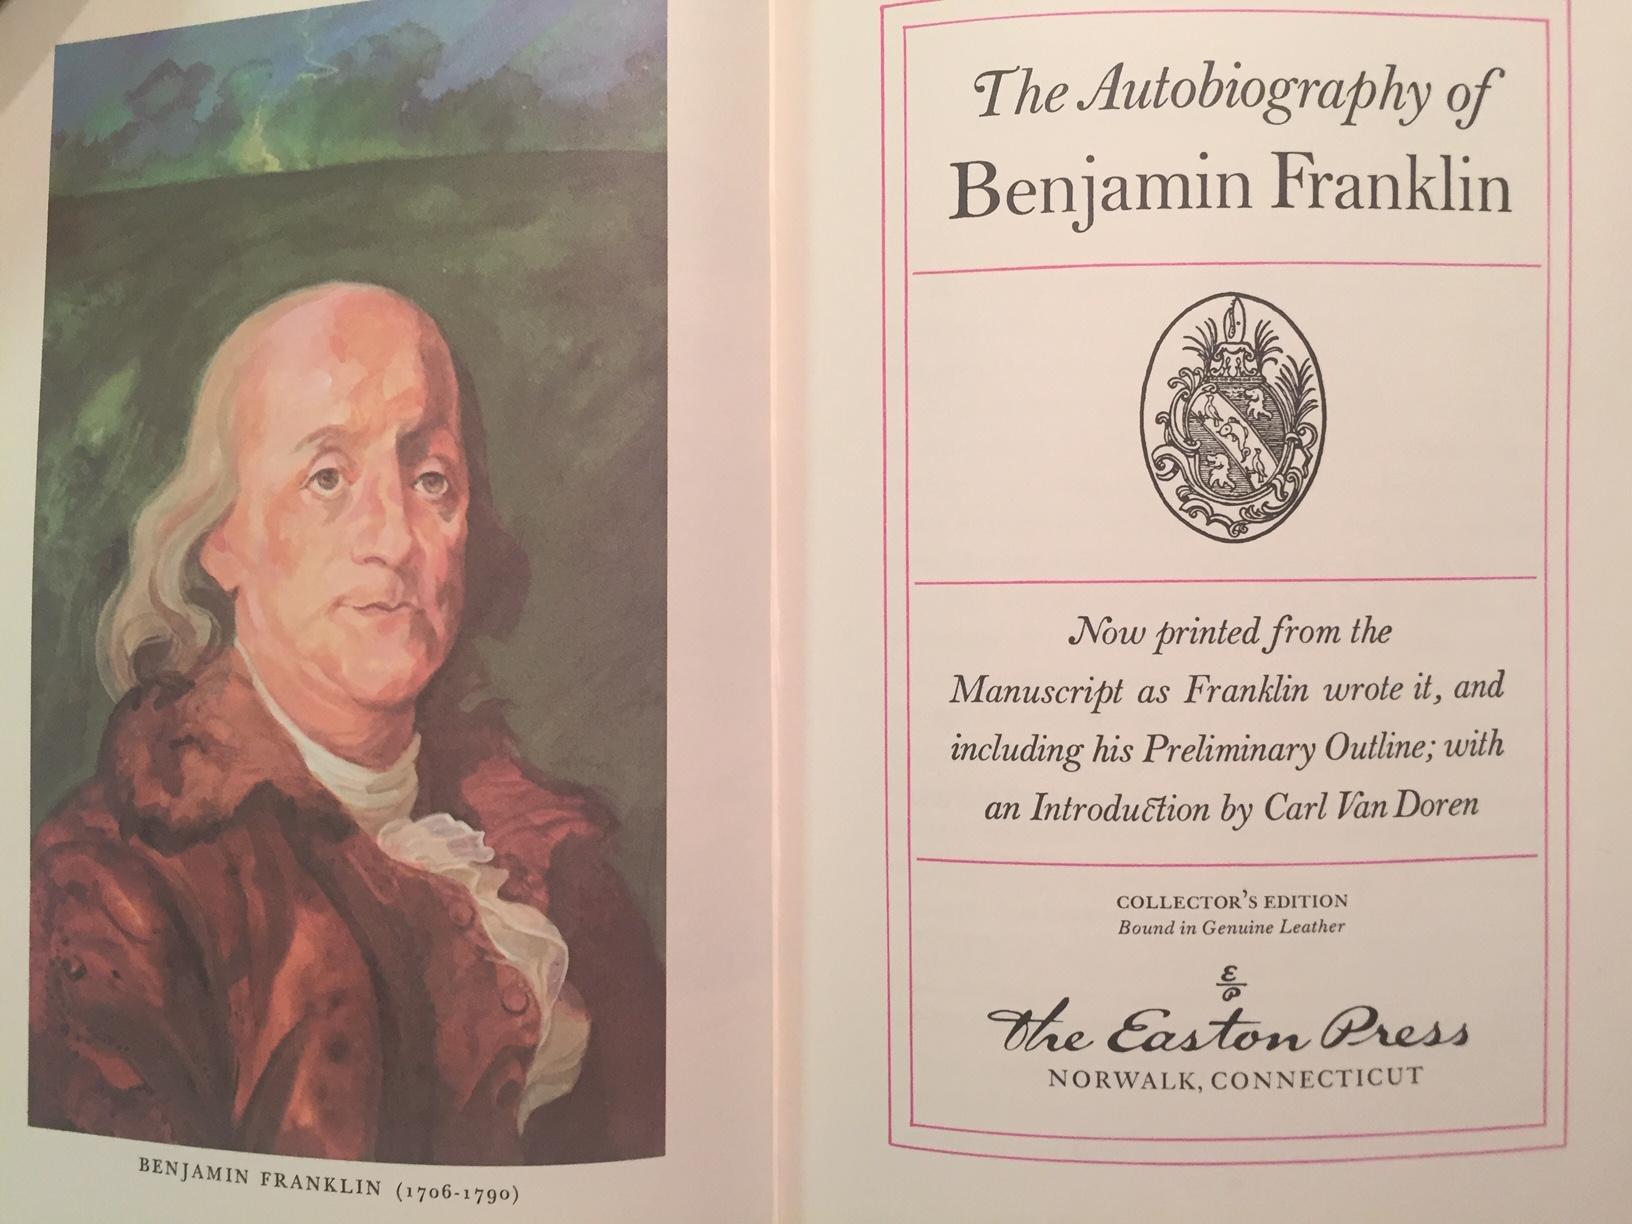 BENJAMIN FRANKLIN (1706-1790)
The Autobiography of
Benjamin Franklin
Now printed from the
Manuscript as Franklin wrote it, and
including his Preliminary Outline; with
an Introduction by Carl Van Doren
COLLECTOR'S EDITION
Bound in Genuine Leather
E
P
The Easton Press
NORWALK, CONNECTICUT